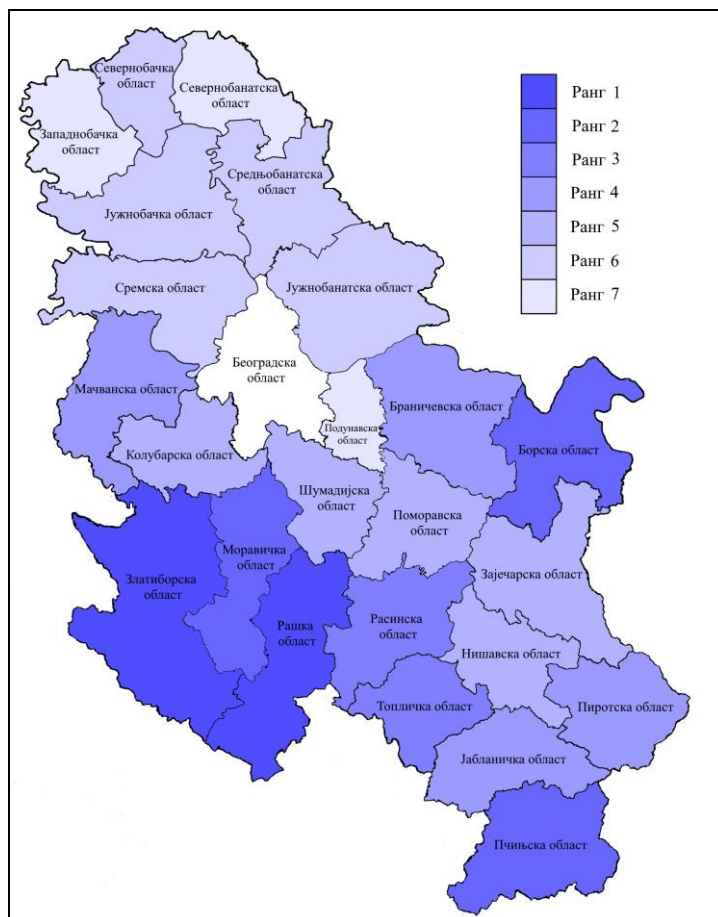 Севернобачка
област
Севернобанатска
област
Западнобачка
област
Средњобанатска
област
Јужнобачка област
Сремска област
Јужнобанатска област
Београдска
област
Мачванска област
Подунавска
област
Браничевска област
Борска област
Колубарска област
Шумадијска
област
Поморавска
област
Моравичка
област
Златиборска
област
Рашка
област
Расинска
област
Зајечарска област
Нишавска област
Топличка област
Пиротска област
Јабланичка област
Пчињска област
Ранг 1
Ранг 2
Ранг 3
Ранг 4
Ранг 5
Ранг 6
Ранг 7